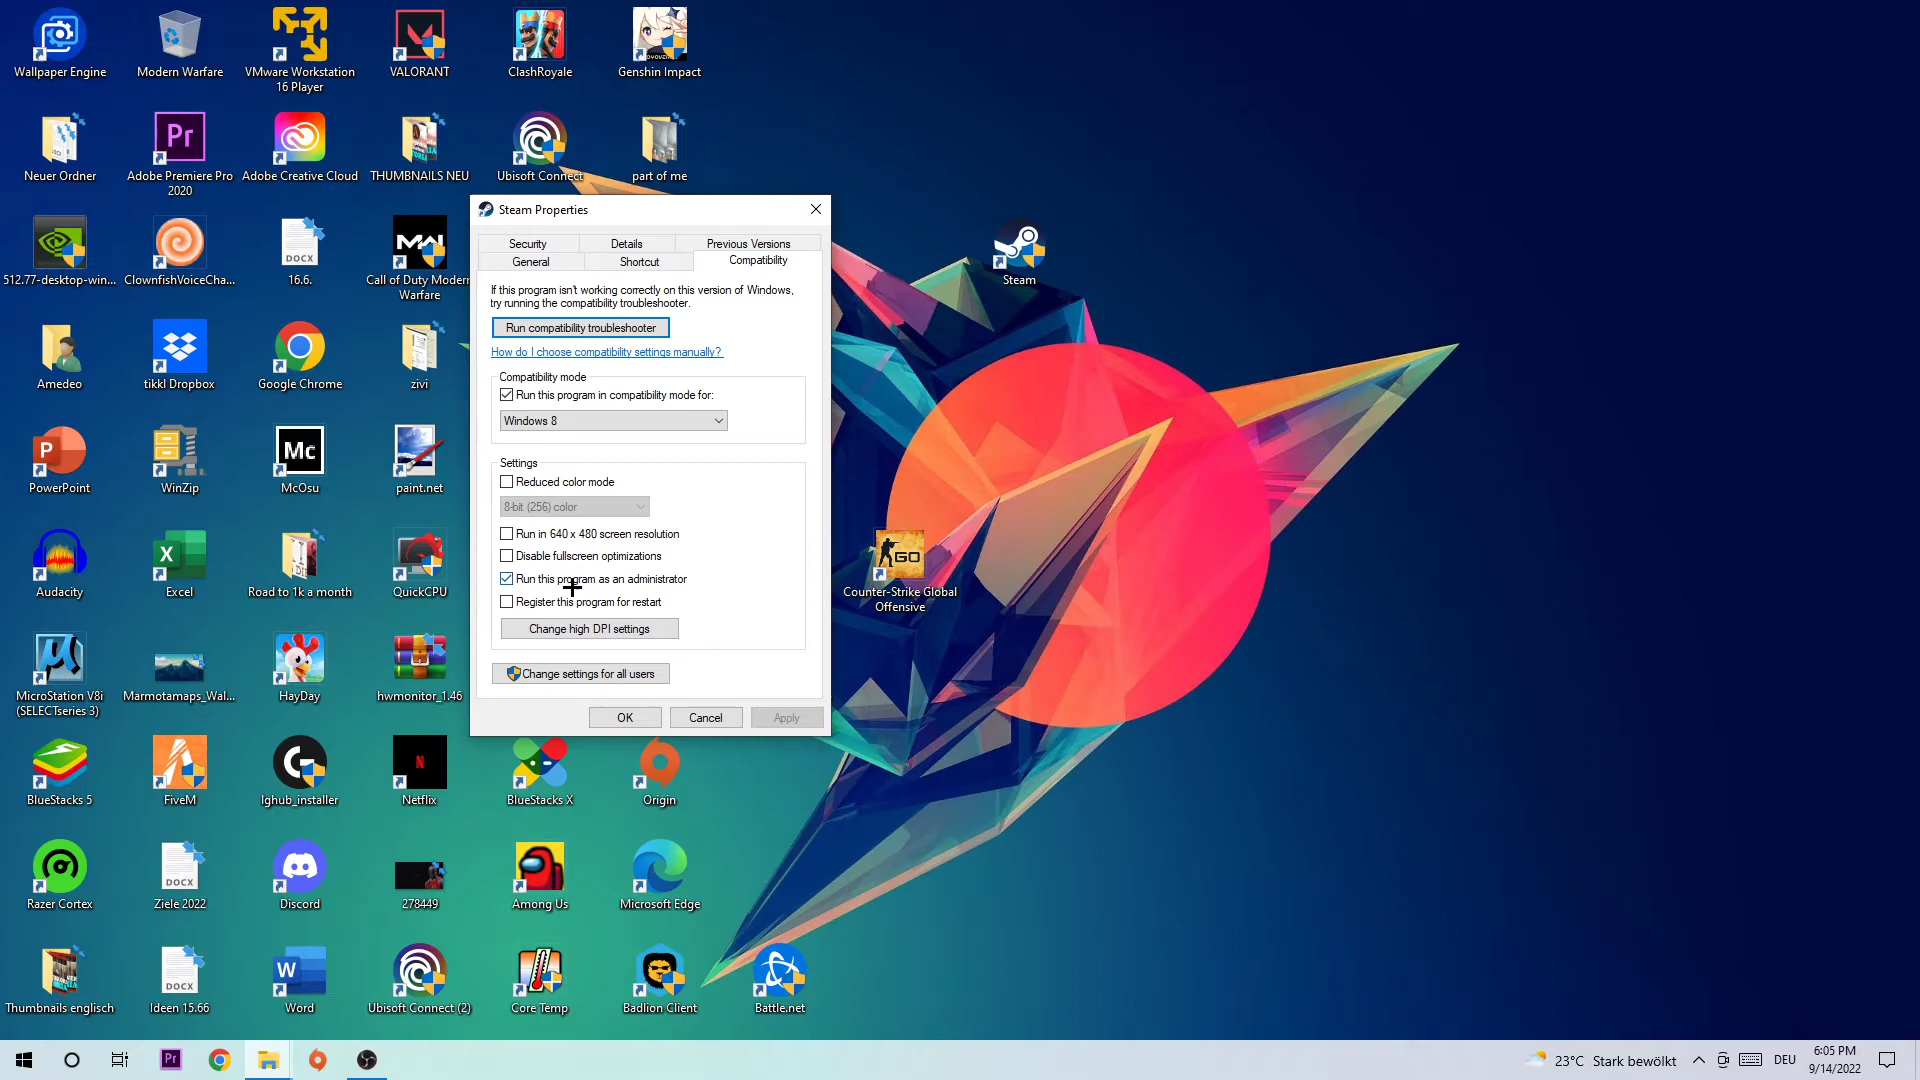 Wallpaper Engine
Modern Warfare
VMware Workstation
16 Player
VALORANT
ClashRoyale
Genshin Impact
Neuer Ordner
Pr
Adobe Premiere Pro
2020
Adobe Creative Cloud
THUMBNAILS NEU
Ubisoft Connect
part of me
512.77-desktop-win...
ClownfishVoiceCha...
DOCX
16.6.
Call of Duty Modern
Warfare
Amedeo
tikkl Dropbox
Google Chrome
zivi
PowerPoint
WinZip
Mc
McOsu
paint.net
Audacity
Excel
Road to 1k a month
QuickCPU
MicroStation V8i
(SELECTseries 3)
Marmotamaps_Wal...
HayDay
hwmonitor_1.46
BlueStacks 5
FiveM
lghub_installer
Netflix
BlueStacks X
Origin
Razer Cortex
DOCX
Ziele 2022
Discord
278449
Among Us
Microsoft Edge
Thumbnails englisch
DOCX
Ideen 15.66
Word
Ubisoft Connect (2)
Core Temp
Badlion Client
Battle.net
Steam
GO
Counter-Strike Global
Offensive
Steam Properties
Security
Details
Previous Versions
General
Shortcut
Compatibility
If this program isn't working correctly on this version of Windows,
try running the compatibility troubleshooter.
Run compatibility troubleshooter
How do I choose compatibility settings manually?
Compatibility mode
Run this program in compatibility mode for:
Windows 8
Settings
Reduced color mode
8-bit (256) color
Run in 640 x 480 screen resolution
Disable fullscreen optimizations
Run this program as an administrator
Register this program for restart
Change high DPI settings
Change settings for all users
OK
Cancel
Apply
Pr
23°C Stark bewölkt
DEU
6:05 PM
9/14/2022